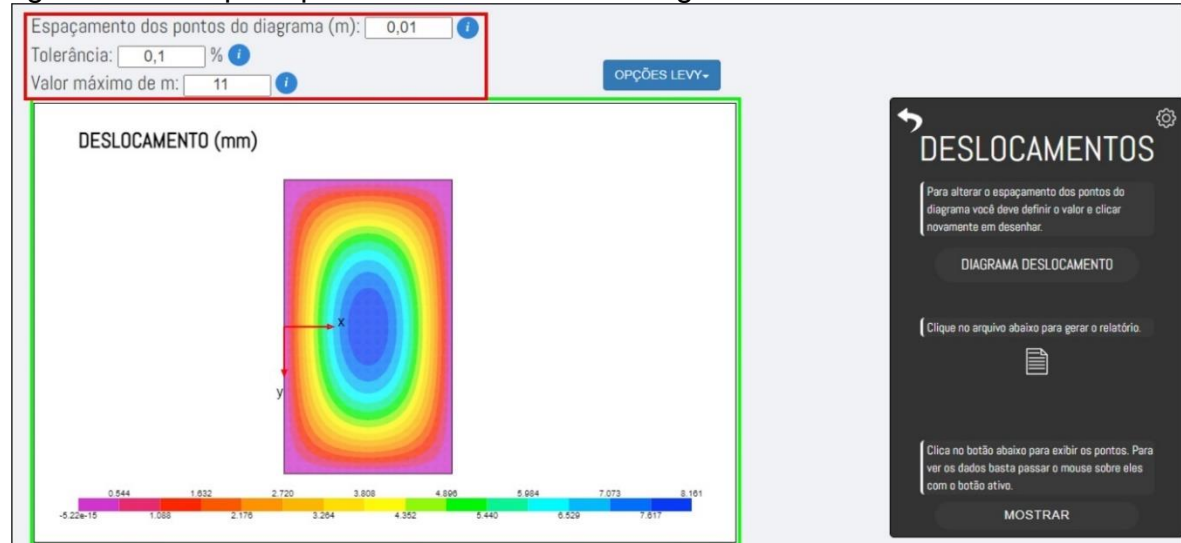 Espaçamento dos pontos do diagrama (m): 0,01 i
Tolerância: 0,1 % i
Valor máximo de m: 11 i
OPÇÕES LEVY
DESLOCAMENTO (mm)
x
y
0.544 1.632 2.720 3.808 4.896 5.984 7.073 8.161
-5.22e-15 1.088 2.176 3.264 4.352 5.440 6.529 7.617
DESLOCAMENTOS
Para alterar o espaçamento dos pontos do
diagrama você deve definir o valor e clicar
novamente em desenhar.
DIAGRAMA DESLOCAMENTO
Clique no arquivo abaixo para gerar o relatório.
Clica no botão abaixo para exibir os pontos. Para
ver os dados basta passar o mouse sobre eles
com o botão ativo.
MOSTRAR